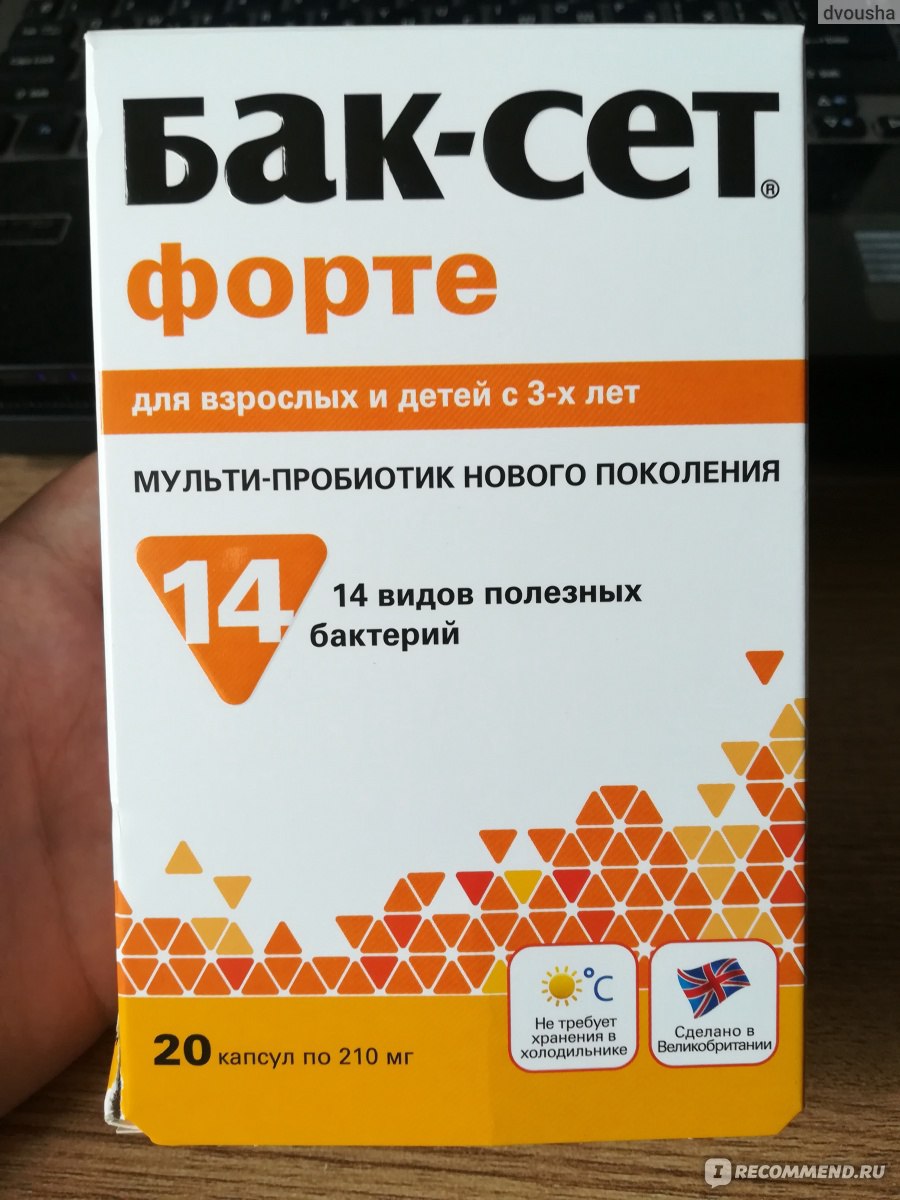 dvousha
Бак-сет®
форте
для взрослых и детей с 3-х лет
МУЛЬТИ-ПРОБИОТИК НОВОГО ПОКОЛЕНИЯ
14
14 видов полезных
бактерий
°C
Не требует
хранения в
холодильнике
Сделано в
Великобритании
20 капсул по 210 мг
IRECOMMEND.RU